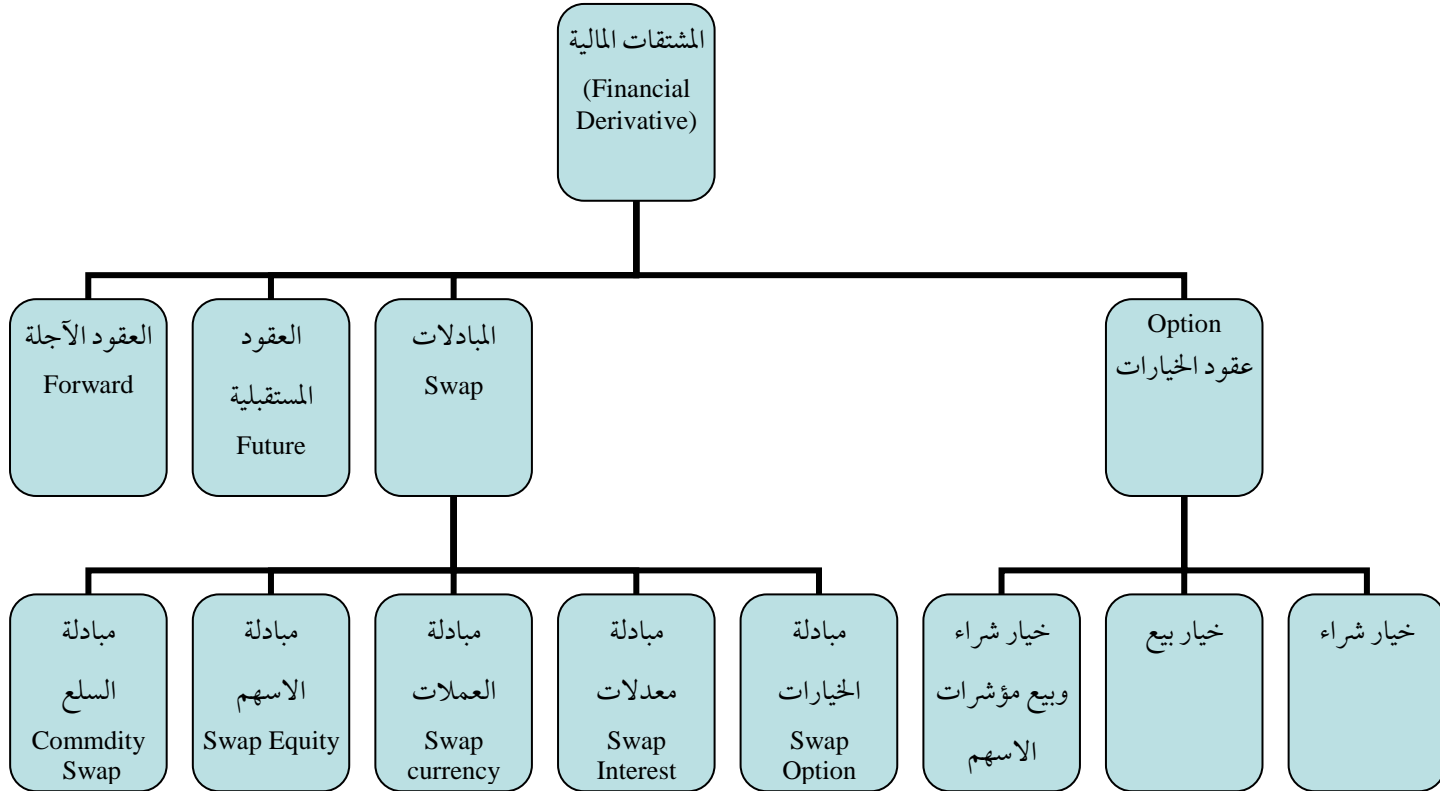 المشتقات المالية
(Financial
Derivative)
العقود الآجلة
Forward
العقود
المستقبلية
Future
المبادلات
Swap
Option
عقود الخيارات
مبادلة
السلع
Commdity
Swap
مبادلة
الاسهم
Swap Equity
مبادلة
العملات
Swap
currency
مبادلة
معدلات
Swap
Interest
مبادلة
الخيارات
Swap
Option
خيار شراء
وبيع مؤشرات
الاسهم
خيار بيع
خيار شراء